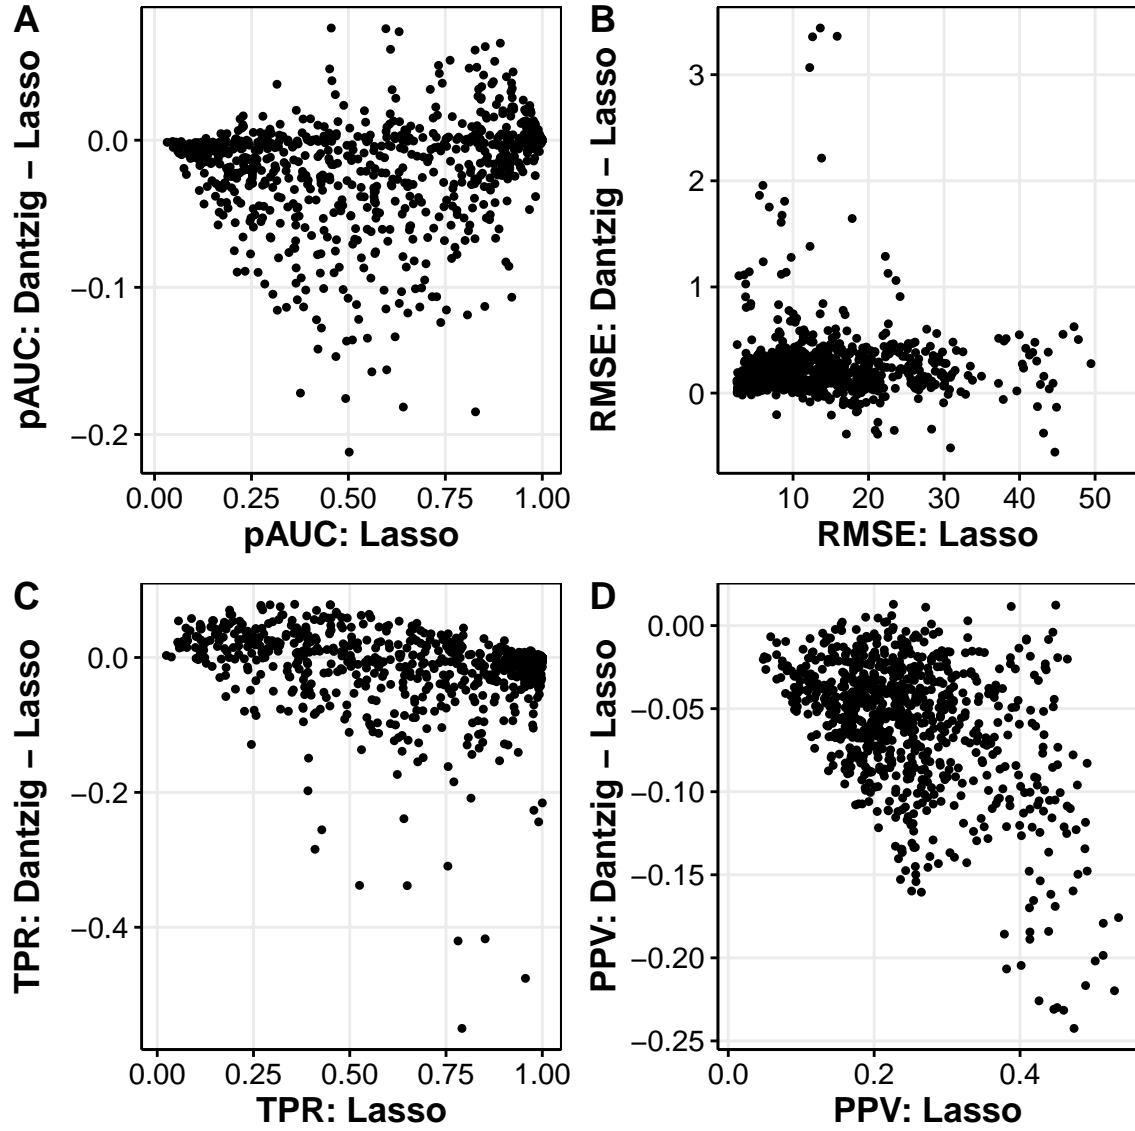 A
pAUC: Dantzig − Lasso
0.0
−0.1
−0.2
0.00 0.25 0.50 0.75 1.00
pAUC: Lasso
B
RMSE: Dantzig − Lasso
3
2
1
0
10 20 30 40 50
RMSE: Lasso
C
TPR: Dantzig − Lasso
0.0
−0.2
−0.4
0.00 0.25 0.50 0.75 1.00
TPR: Lasso
D
PPV: Dantzig − Lasso
0.00
−0.05
−0.10
−0.15
−0.20
−0.25
0.0 0.2 0.4
PPV: Lasso